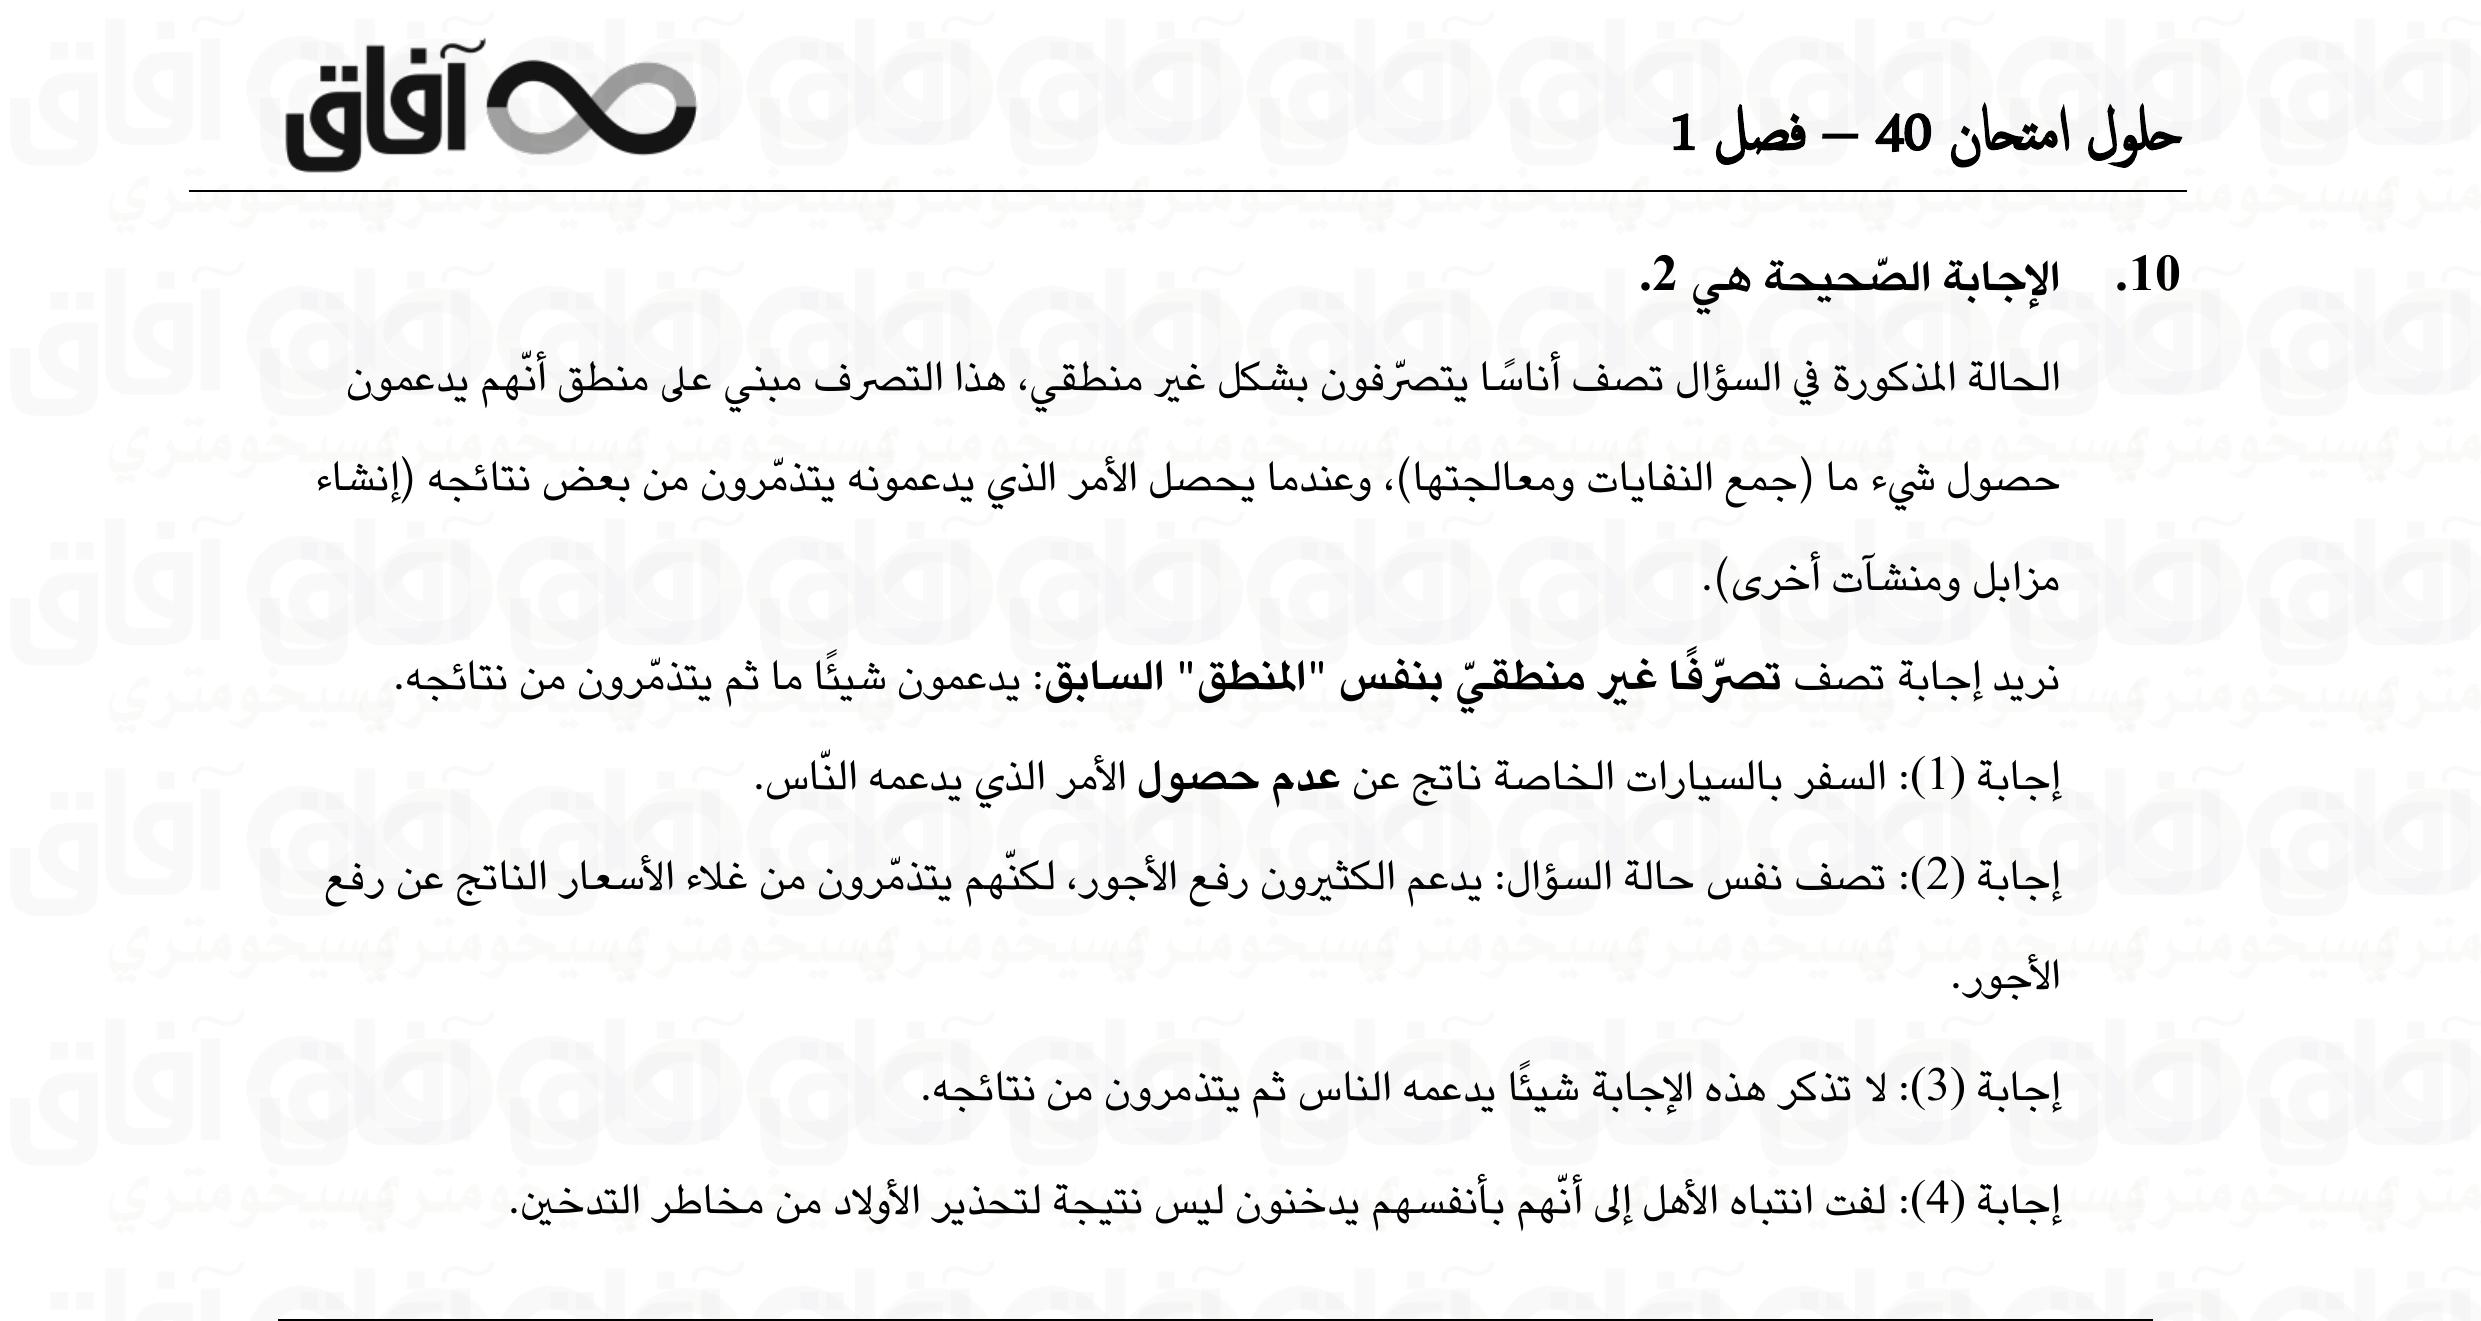 آفاق
حلول امتحان 40 – فصل 1
10. الإجابة الصّحيحة هي 2.
الحالة المذكورة في السؤال تصف أناسًا يتصرّفون بشكل غير منطقي، هذا التصرف مبني على منطق أنّهم يدعمون
حصول شيء ما (جمع النفايات ومعالجتها)، وعندما يحصل الأمر الذي يدعمونه يتذمّرون من بعض نتائجه (إنشاء
مزابل ومنشآت أخرى).
نريد إجابة تصف تصرّفًا غير منطقيّ بنفس "المنطق" السابق: يدعمون شيئًا ما ثم يتذمّرون من نتائجه.
إجابة (1): السفر بالسيارات الخاصة ناتج عن عدم حصول الأمر الذي يدعمه النّاس.
إجابة (2): تصف نفس حالة السؤال: يدعم الكثيرون رفع الأجور، لكنّهم يتذمّرون من غلاء الأسعار الناتج عن رفع
الأجور.
إجابة (3): لا تذكر هذه الإجابة شيئًا يدعمه الناس ثم يتذمرون من نتائجه.
إجابة (4): لفت انتباه الأهل إلى أنّهم بأنفسهم يدخنون ليس نتيجة لتحذير الأولاد من مخاطر التدخين.